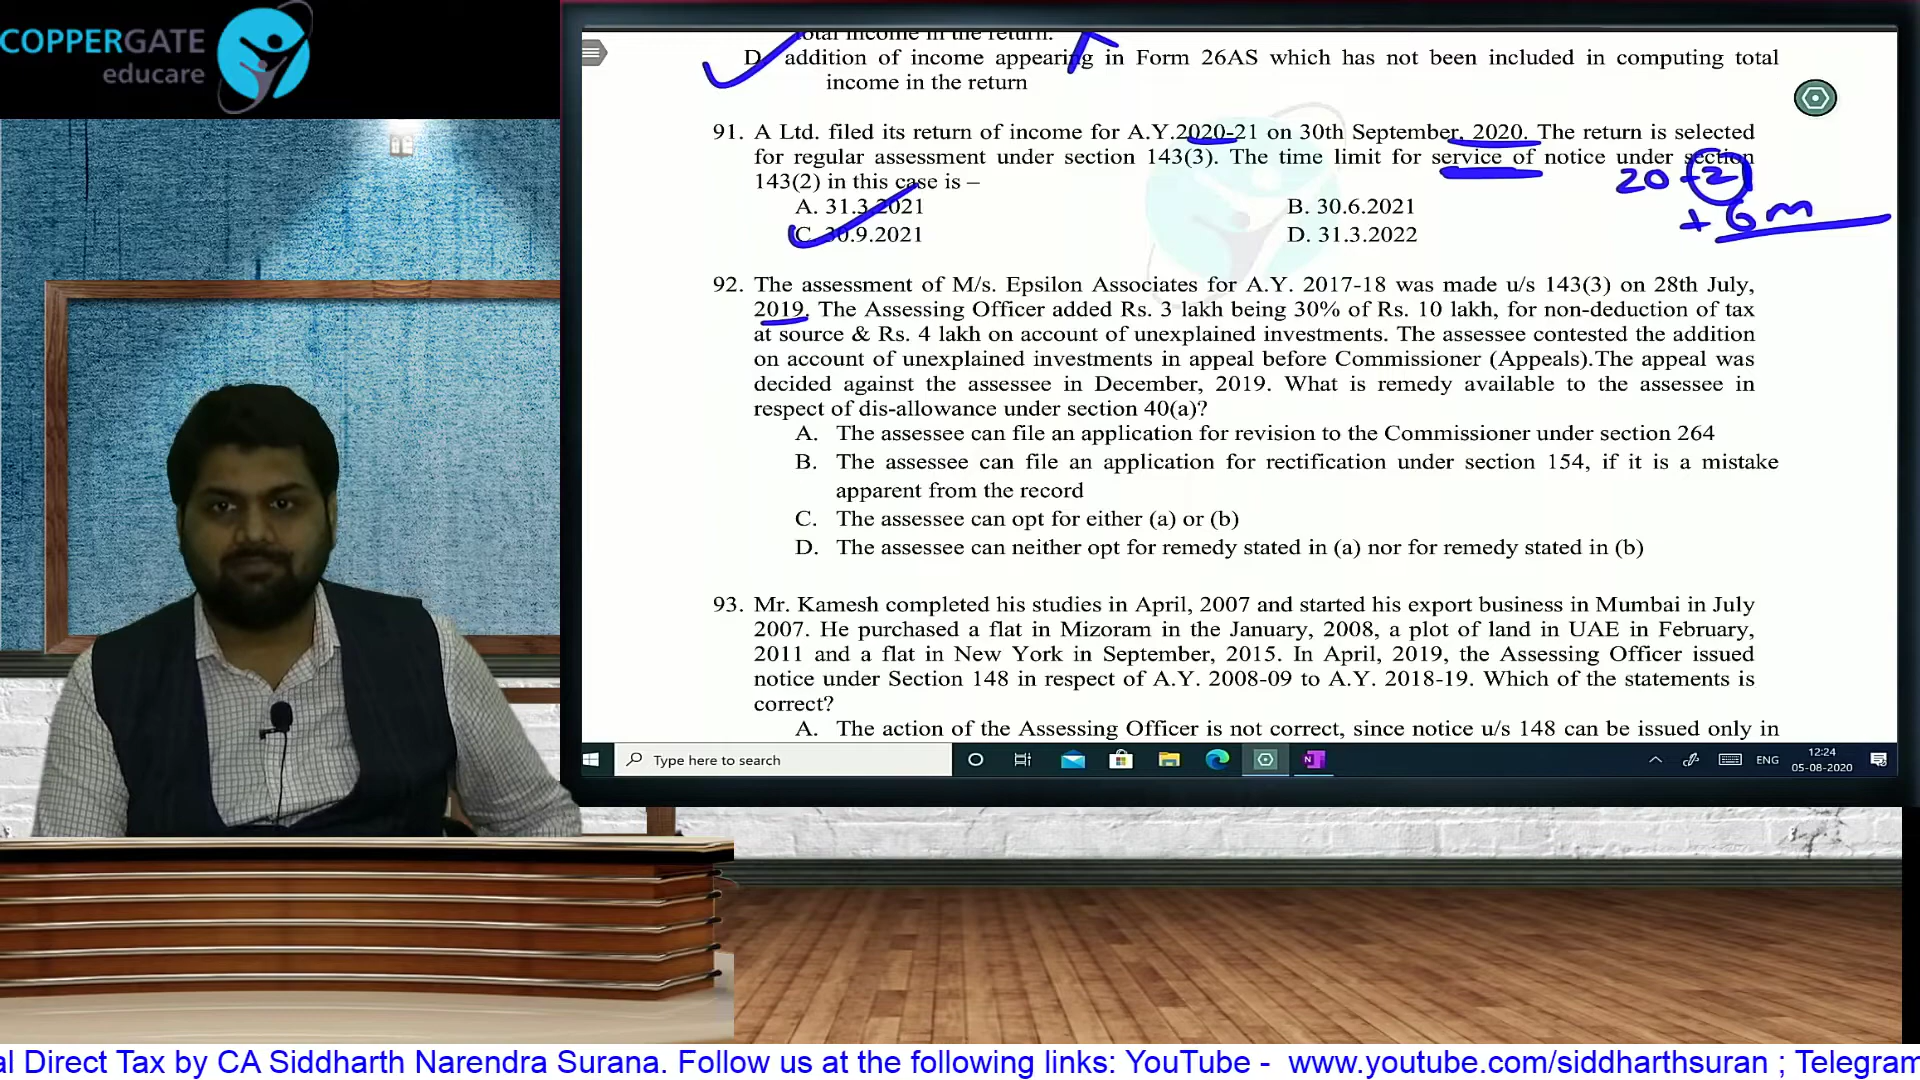 COPPERGATE
educare
total income in the return.
D. addition of income appearing in Form 26AS which has not been included in computing total
income in the return
91. A Ltd. filed its return of income for A.Y.2020-21 on 30th September, 2020. The return is selected
for regular assessment under section 143(3). The time limit for service of notice under section
143(2) in this case is –
20-21
+6m
A. 31.3.2021
B. 30.6.2021
C. 30.9.2021
D. 31.3.2022
92. The assessment of M/s. Epsilon Associates for A.Y. 2017-18 was made u/s 143(3) on 28th July,
2019. The Assessing Officer added Rs. 3 lakh being 30% of Rs. 10 lakh, for non-deduction of tax
at source & Rs. 4 lakh on account of unexplained investments. The assessee contested the addition
on account of unexplained investments in appeal before Commissioner (Appeals).The appeal was
decided against the assessee in December, 2019. What is remedy available to the assessee in
respect of dis-allowance under section 40(a)?
A. The assessee can file an application for revision to the Commissioner under section 264
B. The assessee can file an application for rectification under section 154, if it is a mistake
apparent from the record
C. The assessee can opt for either (a) or (b)
D. The assessee can neither opt for remedy stated in (a) nor for remedy stated in (b)
93. Mr. Kamesh completed his studies in April, 2007 and started his export business in Mumbai in July
2007. He purchased a flat in Mizoram in the January, 2008, a plot of land in UAE in February,
2011 and a flat in New York in September, 2015. In April, 2019, the Assessing Officer issued
notice under Section 148 in respect of A.Y. 2008-09 to A.Y. 2018-19. Which of the statements is
correct?
A. The action of the Assessing Officer is not correct, since notice u/s 148 can be issued only in
Type here to search
ENG
12:24
05-08-2020
al Direct Tax by CA Siddharth Narendra Surana. Follow us at the following links: YouTube - www.youtube.com/siddharthsuran ; Telegram